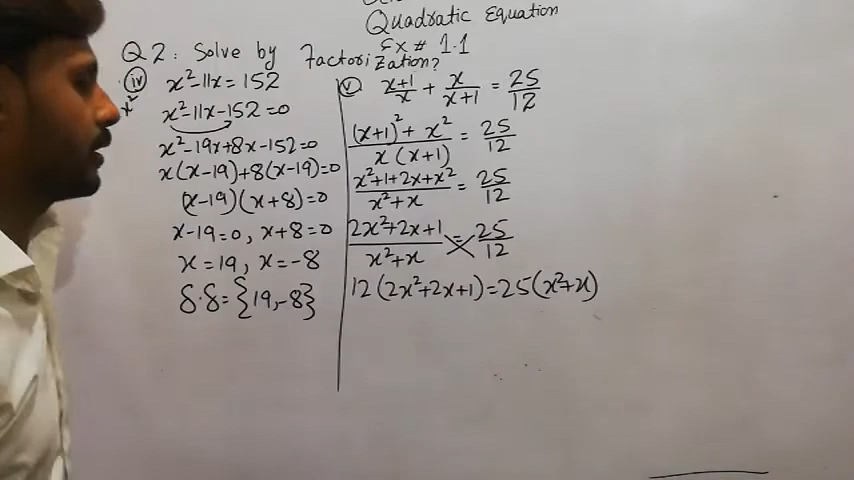 Quadratic Equation
Ex # 1.1
Q 2 : Solve by Factorization?
(iv) x²-11x=152
x²
x²-11x-152=0
x²-19x+8x-152=0
x(x-19)+8(x-19)=0
(x-19)(x+8)=0
x-19=0, x+8=0
x=19, x=-8
S.S={19,-8}
(v) x+1/x + x/x+1 = 25/12
(x+1)²+x²/x(x+1) = 25/12
x²+1+2x+x²/x²+x = 25/12
2x²+2x+1/x²+x = 25/12
12(2x²+2x+1)=25(x²+x)